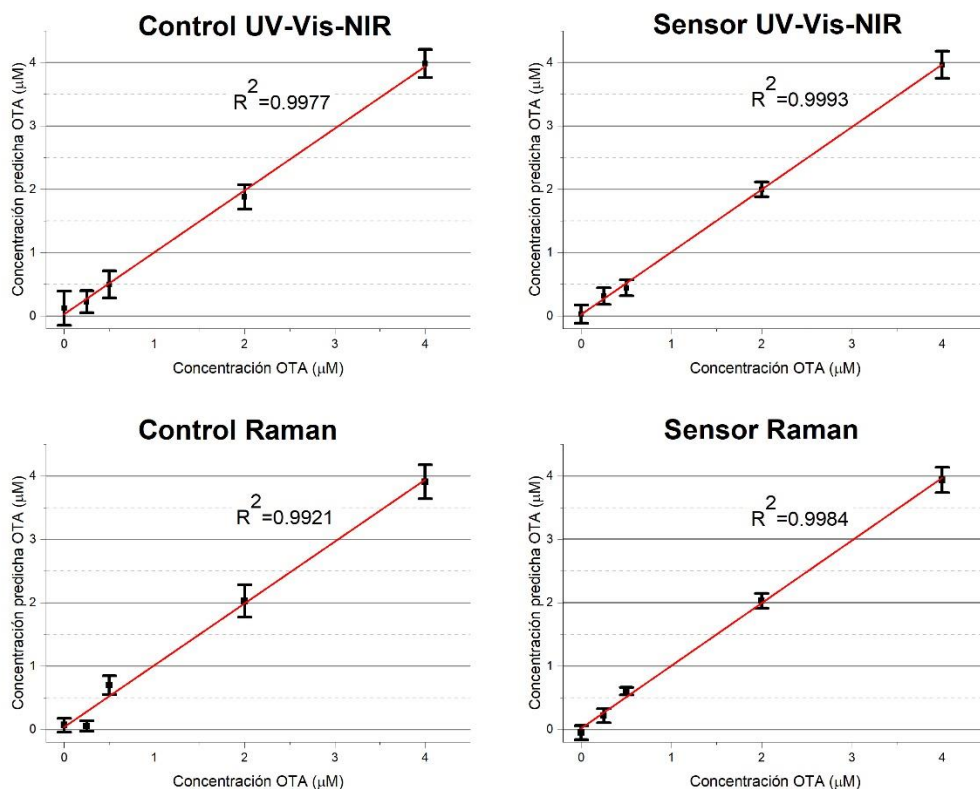 Control UV-Vis-NIR
Concentración predicha OTA (μM)
4
3
2
1
0
R2=0.9977
0 1 2 4
Concentración OTA (μM)
Sensor UV-Vis-NIR
Concentración predicha OTA (μM)
4
3
2
1
0
R2=0.9993
0 1 2 3 4
Concentración OTA (μM)
Control Raman
Concentración predicha OTA (μM)
4
3
2
1
0
R2=0.9921
0 2 4
Concentración OTA (μM)
Sensor Raman
Concentración predicha OTA (μM)
4
3
2
1
0
R2=0.9984
0 1 2 3 4
Concentración OTA (μM)